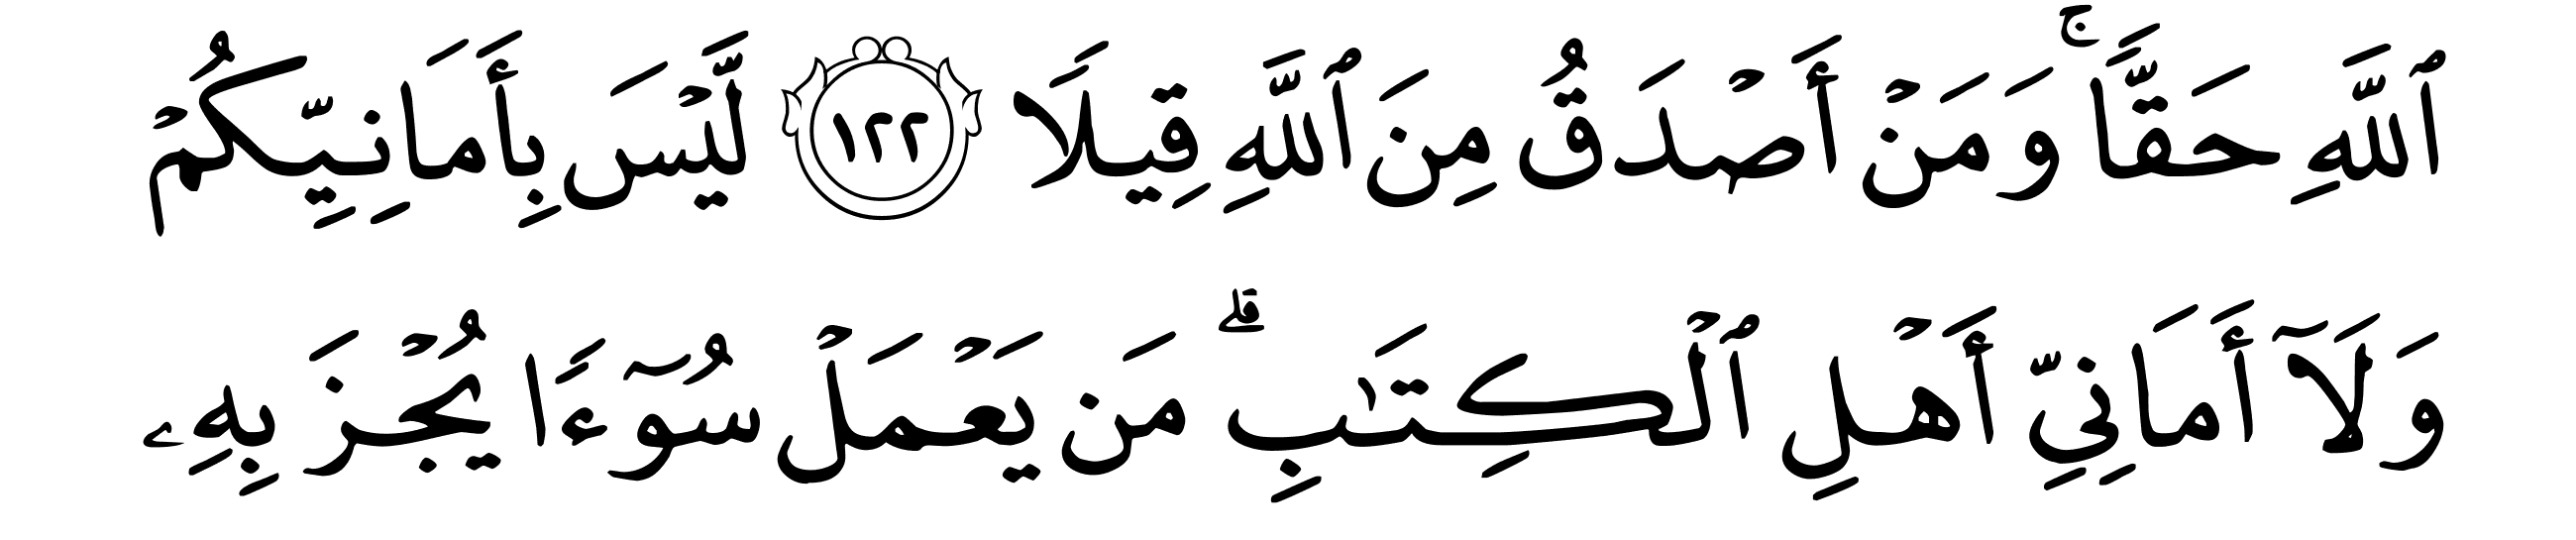 ٱللَّهِ حَقّٗاۚ وَمَنۡ أَصۡدَقُ مِنَ ٱللَّهِ قِيلٗا ١٢٢ لَّيۡسَ بِأَمَانِيِّكُمۡ
وَلَآ أَمَانِيِّ أَهۡلِ ٱلۡكِتَٰبِۗ مَن يَعۡمَلۡ سُوٓءٗا يُجۡزَ بِهِۦ